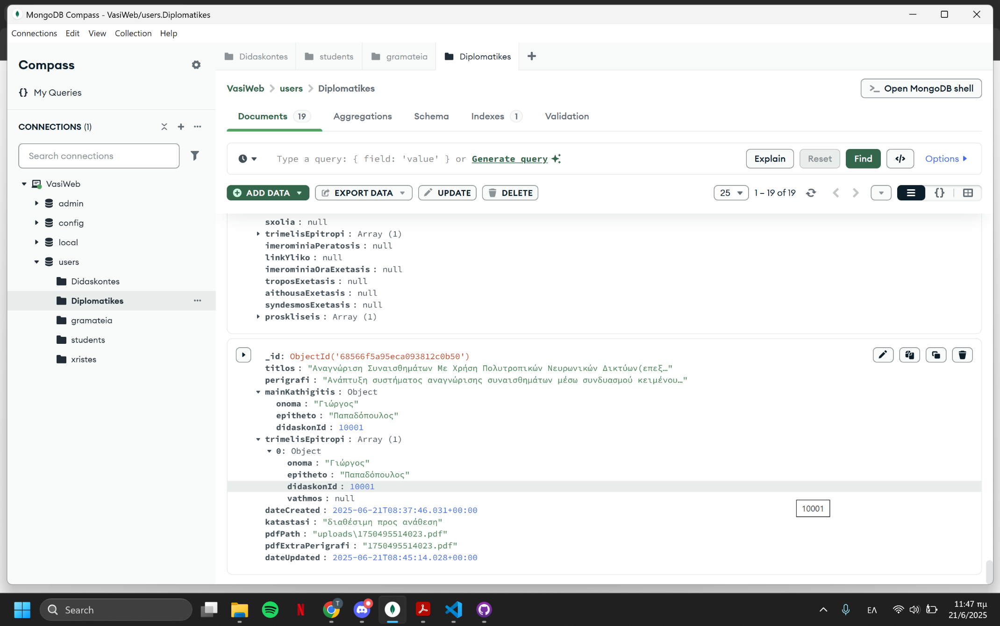 MongoDB Compass - VasiWeb/users.Diplomatikes
Connections Edit View Collection Help
Compass
{} My Queries
CONNECTIONS (1)
Search connections
VasiWeb
admin
config
local
users
Didaskontes
Diplomatikes
gramateia
students
xristes
Didaskontes students gramateia Diplomatikes
VasiWeb > users > Diplomatikes
>_ Open MongoDB shell
Documents 19 Aggregations Schema Indexes 1 Validation
Type a query: { field: 'value' } or Generate query
Explain Reset Find </> Options
ADD DATA EXPORT DATA UPDATE DELETE
25 1 – 19 of 19 {}
sxolia : null
trimelisEpitropi : Array (1)
imerominiaPeratosis : null
linkYliko : null
imerominiaOraExetasis : null
troposExetasis : null
aithousaExetasis : null
syndesmosExetasis : null
proskliseis : Array (1)
_id: ObjectId('68566f5a95eca093812c0b50')
titlos : "Αναγνώριση Συναισθημάτων Με Χρήση Πολυτροπικών Νευρωνικών Δικτύων(επεξ…"
perigrafi : "Ανάπτυξη συστήματος αναγνώρισης συναισθημάτων μέσω συνδυασμού κειμένου…"
mainKathigitis : Object
onoma : "Γιώργος"
epitheto : "Παπαδόπουλος"
didaskonId : 10001
trimelisEpitropi : Array (1)
0: Object
onoma : "Γιώργος"
epitheto : "Παπαδόπουλος"
didaskonId : 10001
vathmos : null
dateCreated : 2025-06-21T08:37:46.031+00:00
katastasi : "διαθέσιμη προς ανάθεση"
pdfPath : "uploads\1750495514023.pdf"
pdfExtraPerigrafi : "1750495514023.pdf"
dateUpdated : 2025-06-21T08:45:14.028+00:00
10001
Search
T
ΕΛ
11:47 πμ
21/6/2025